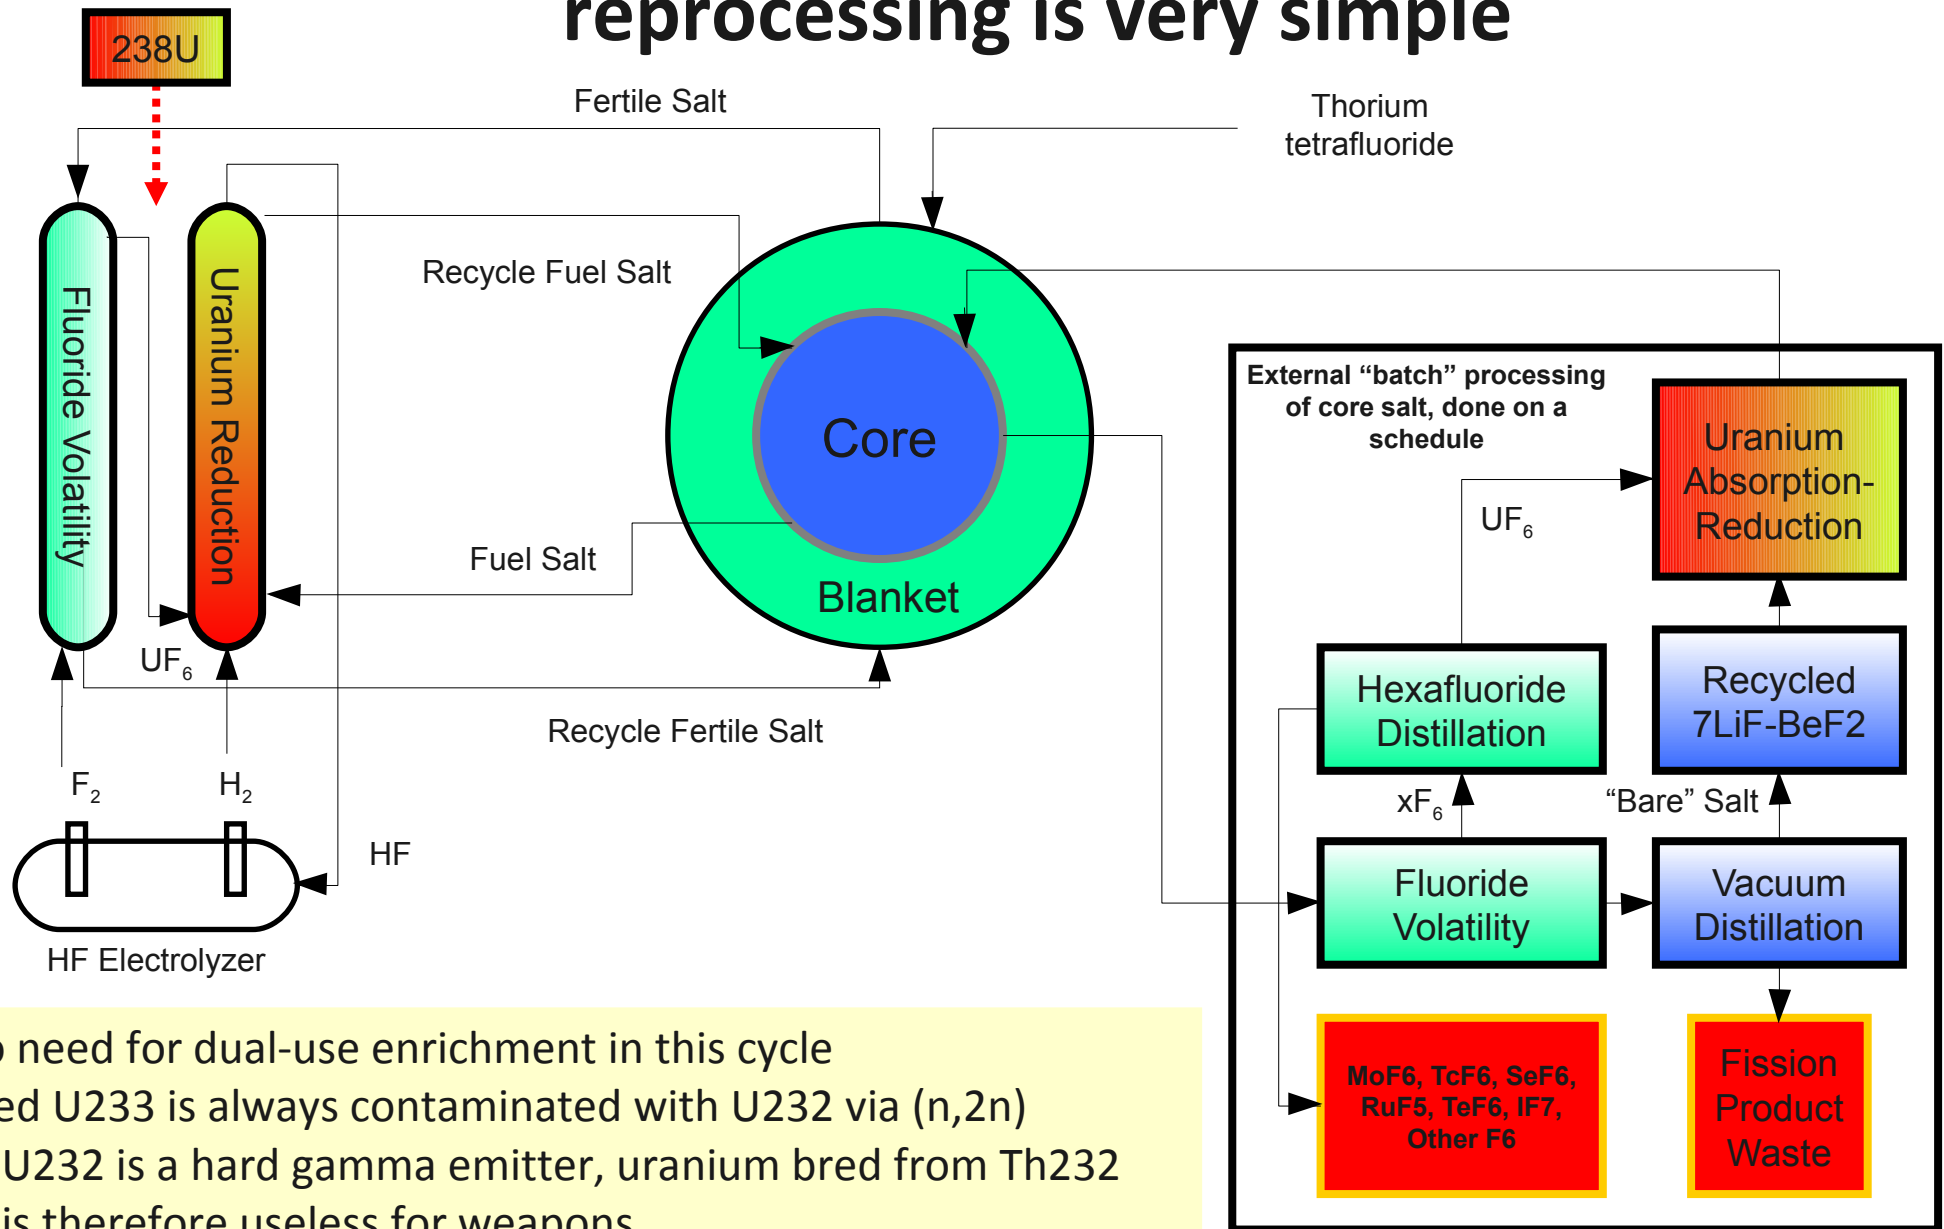 reprocessing is very simple
238U
Fertile Salt
Thorium
tetrafluoride
Fluoride Volatility
Uranium Reduction
Recycle Fuel Salt
Core
Blanket
Fuel Salt
UF6
Recycle Fertile Salt
F2
H2
HF
HF Electrolyzer
External “batch” processing
of core salt, done on a
schedule
Uranium
Absorption-
Reduction
UF6
Hexafluoride
Distillation
Recycled
7LiF-BeF2
xF6
“Bare” Salt
Fluoride
Volatility
Vacuum
Distillation
MoF6, TcF6, SeF6,
RuF5, TeF6, IF7,
Other F6
Fission
Product
Waste
need for dual-use enrichment in this cycle
U233 is always contaminated with U232 via (n,2n)
U232 is a hard gamma emitter, uranium bred from Th232
is therefore useless for weapons